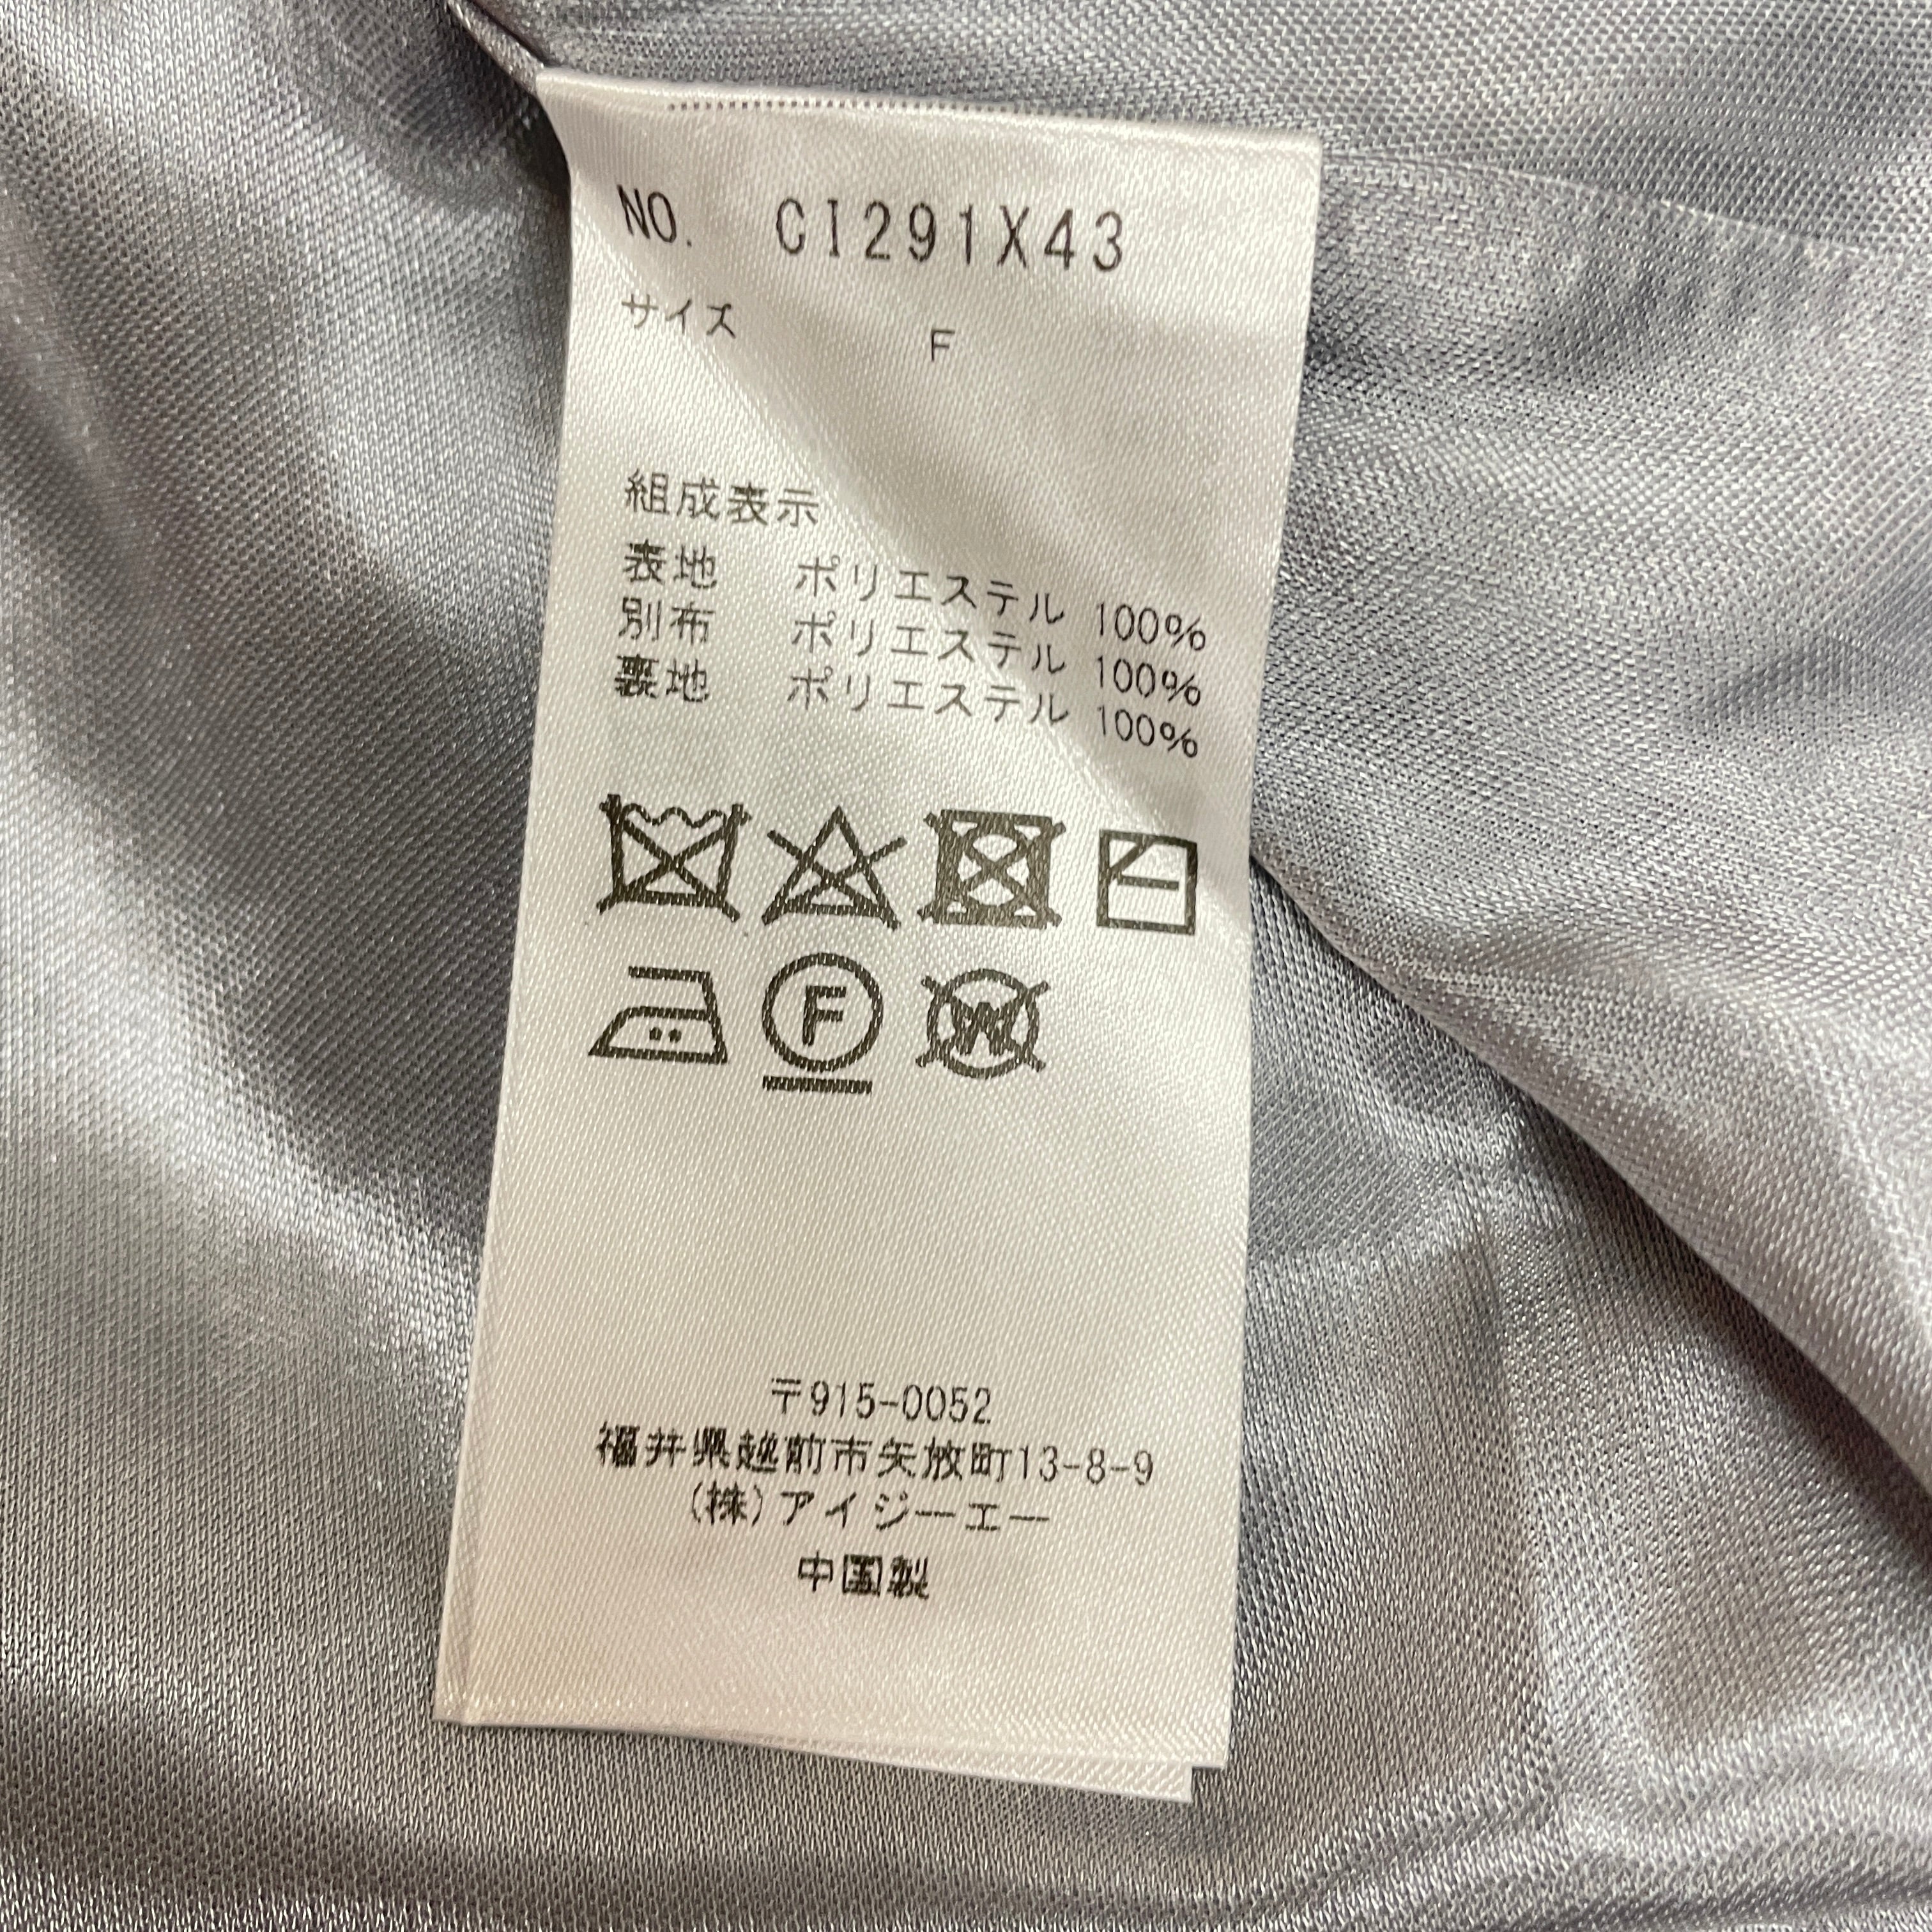 NO. CI291X43
サイズ F
組成表示
表地 ポリエステル 100%
別布 ポリエステル 100%
裏地 ポリエステル 100%
F
W
〒915-0052
福井県越前市矢放町13-8-9
(株)アイジーエー
中国製